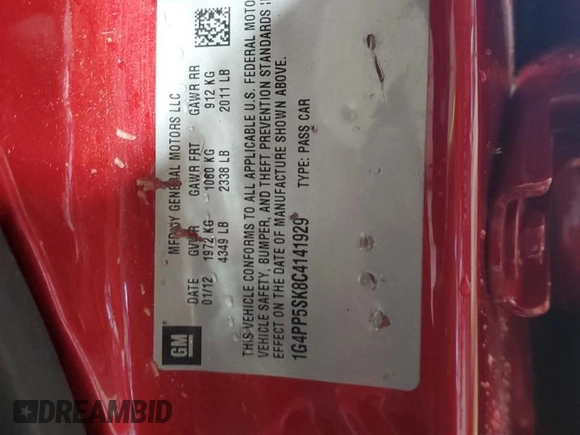 MFD BY GENERAL MOTORS LLC
DATE GVWR GAWR FRT GAWR RR
01/12 1972 KG 1060 KG 912 KG
4349 LB 2338 LB 2011 LB
THIS VEHICLE CONFORMS TO ALL APPLICABLE U.S. FEDERAL MOTO
VEHICLE SAFETY, BUMPER, AND THEFT PREVENTION STANDARDS
EFFECT ON THE DATE OF MANUFACTURE SHOWN ABOVE.
1G4PP5SK8C4141929 TYPE: PASS CAR
GM
DREAMBID